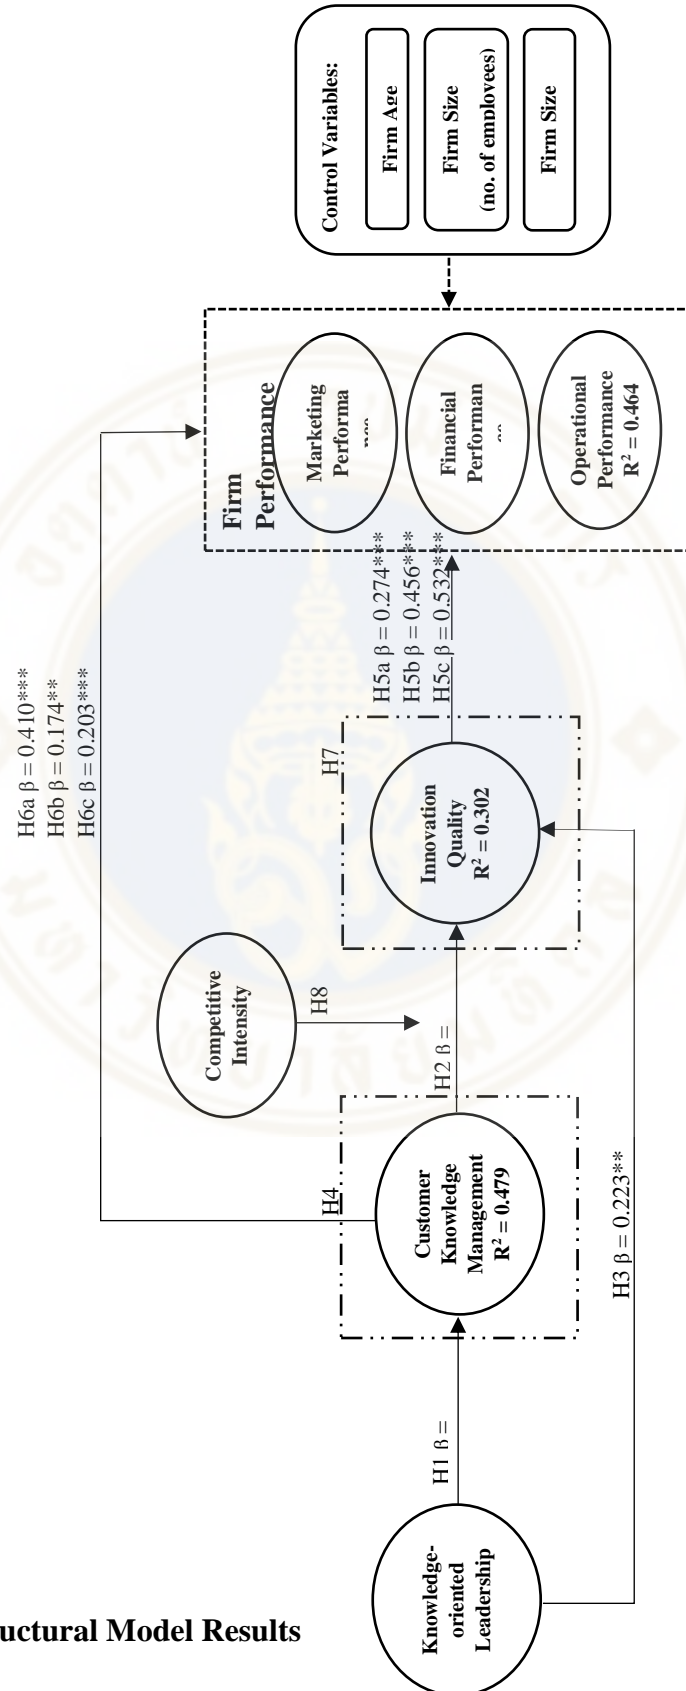 Control Variables:
Firm Age
Firm Size
(no. of employees)
Firm Size
Firm
Performance
Marketing
Performa
Financial
Performan
Operational
Performance
R² = 0.464
H6a β = 0.410***
H6b β = 0.174**
H6c β = 0.203***
H5a β = 0.274***
H5b β = 0.456***
H5c β = 0.532***
H7
Innovation
Quality
R² = 0.302
Competitive
Intensity
H8
H2 β =
H4
Customer
Knowledge
Management
R² = 0.479
H3 β = 0.223**
H1 β =
Knowledge-
oriented
Leadership
uctural Model Results